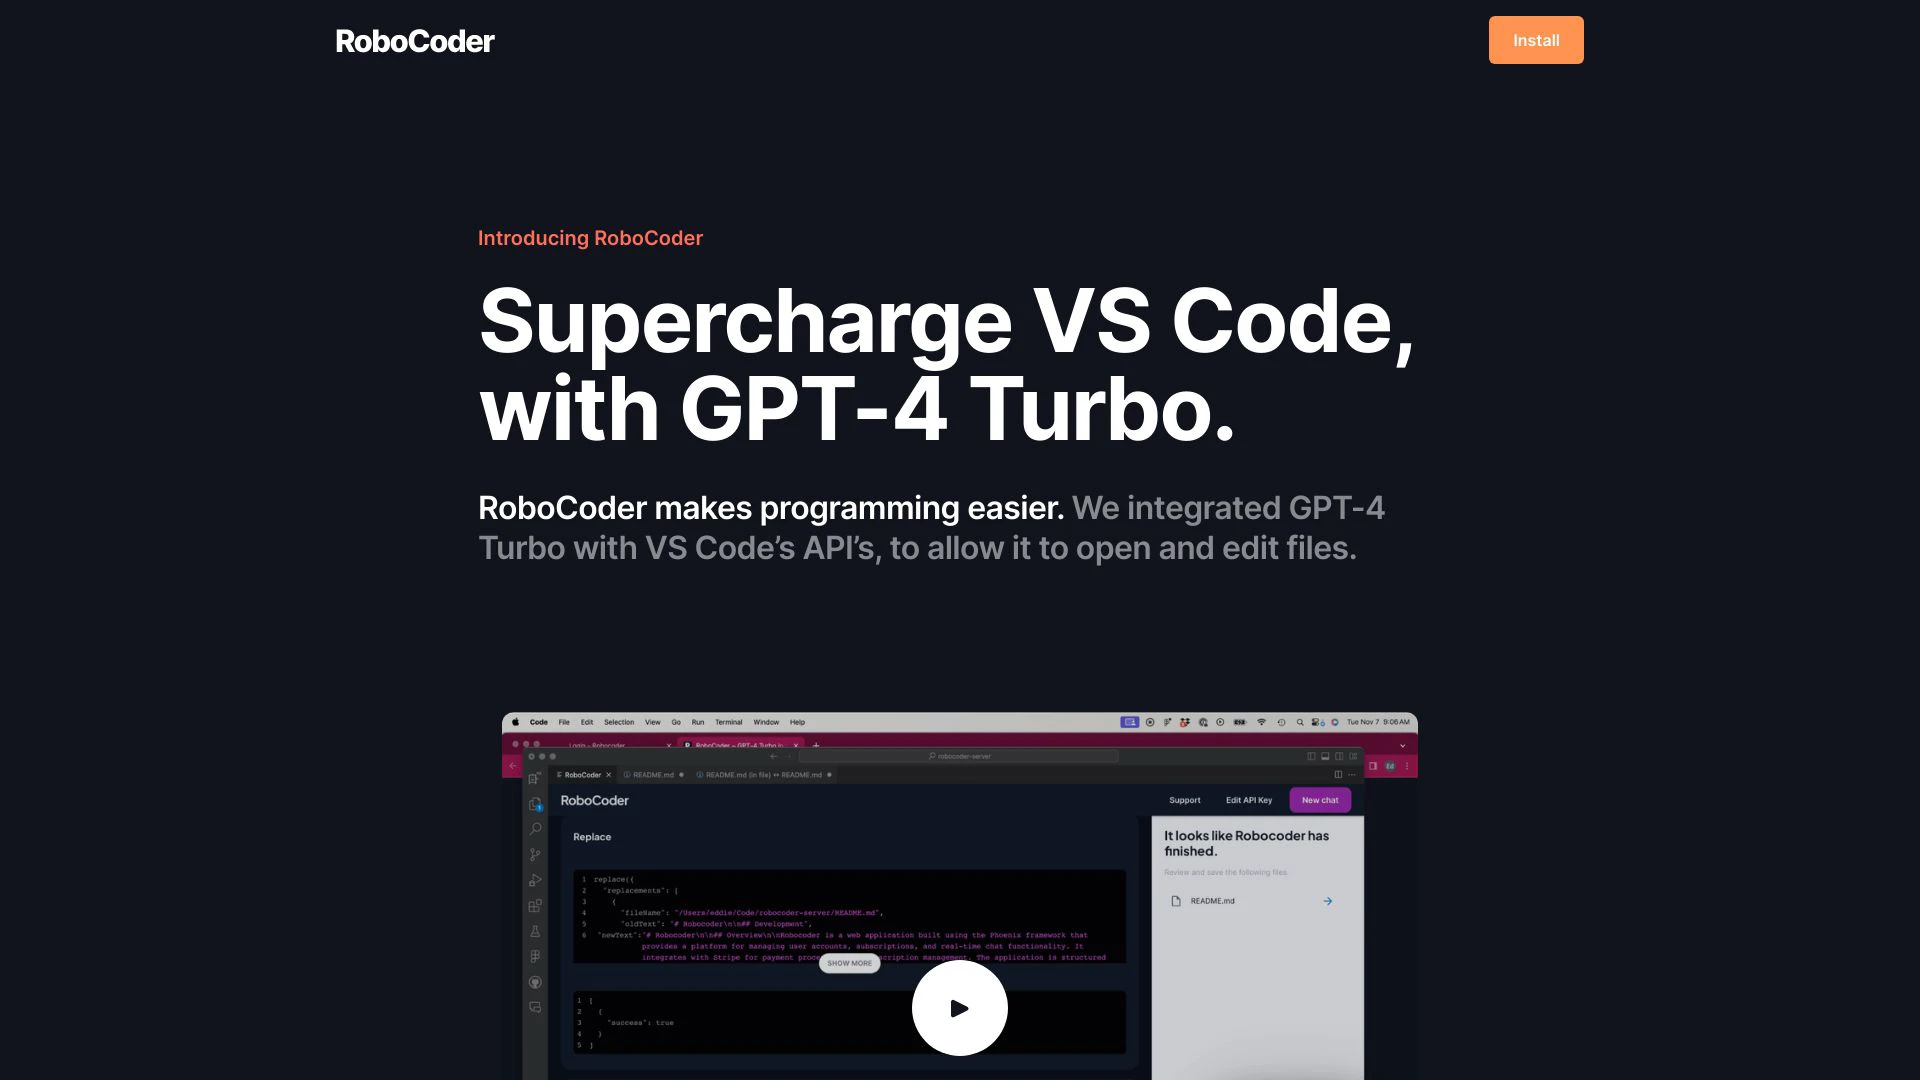 RoboCoder
Install
Introducing RoboCoder
Supercharge VS Code,
with GPT-4 Turbo.
RoboCoder makes programming easier. We integrated GPT-4
Turbo with VS Code’s API’s, to allow it to open and edit files.
Code File Edit Selection View Go Run Terminal Window Help
Tue Nov 7 9:06 AM
Login - Robocoder
RoboCoder – GPT-4 Turbo in
robocoder-server
RoboCoder
README.md
README.md (in file) ↔ README.md
RoboCoder
Support
Edit API Key
New chat
Replace
1 replace({
2 "replacements": [
3 {
4 "fileName": "/Users/eddie/Code/robocoder-server/README.md",
5 "oldText": "# Robocoder\n\n## Development",
6 "newText":"# Robocoder\n\n## Overview\n\nRobocoder is a web application built using the Phoenix framework that
provides a platform for managing user accounts, subscriptions, and real-time chat functionality. It
integrates with Stripe for payment proce
scription management. The application is structured
SHOW MORE
1 [
2 {
3 "success": true
4 }
5 ]
It looks like Robocoder has
finished.
Review and save the following files.
README.md